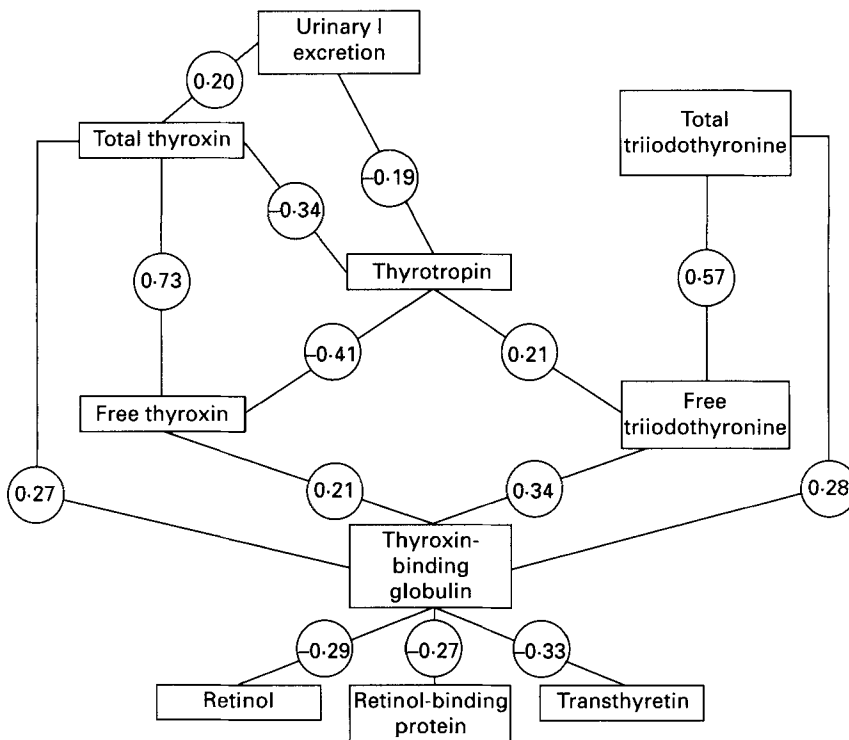 Urinary I
excretion
0·20
Total thyroxin
Total
triiodothyronine
–0·19
–0·34
Thyrotropin
0·73
0·57
–0·41
0·21
Free thyroxin
Free
triiodothyronine
0·27
0·21
0·34
0·28
Thyroxin-
binding
globulin
–0·29
–0·27
–0·33
Retinol
Retinol-binding
protein
Transthyretin